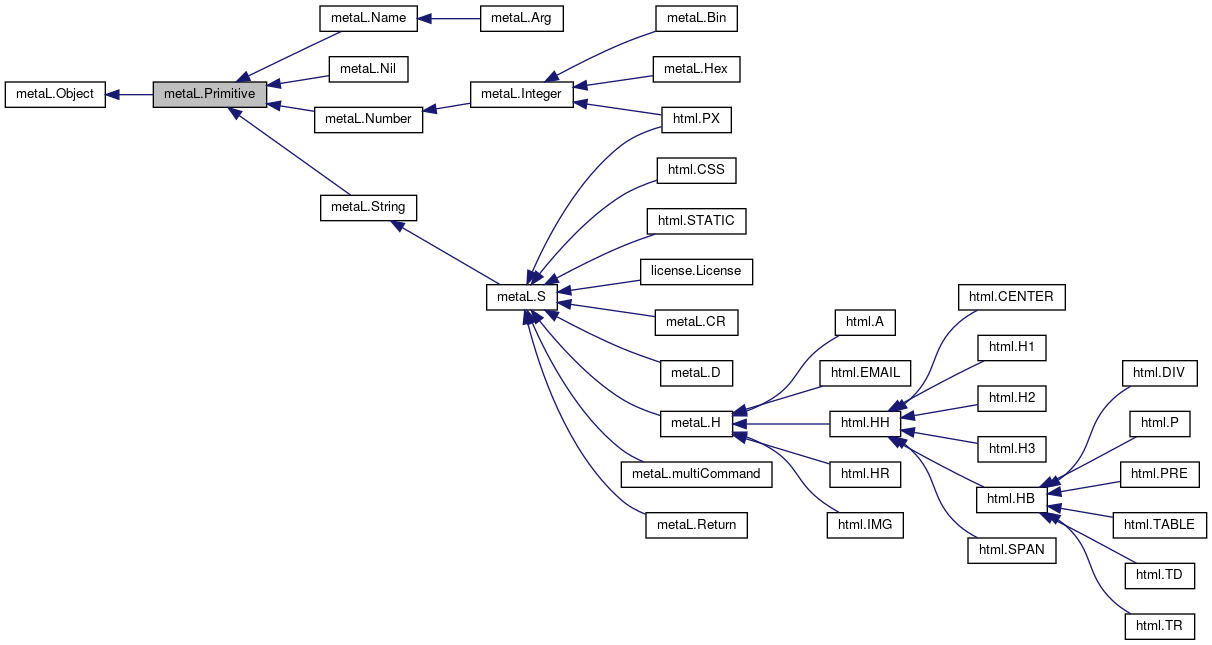 metaL.Name
metaL.Arg
metaL.Bin
metaL.Nil
metaL.Hex
metaL.Object
metaL.Primitive
metaL.Integer
metaL.Number
html.PX
html.CSS
metaL.String
html.STATIC
license.License
metaL.S
html.CENTER
metaL.CR
html.A
html.H1
metaL.D
html.EMAIL
html.DIV
html.H2
metaL.H
html.HH
html.P
html.H3
metaL.multiCommand
html.HR
html.PRE
html.HB
metaL.Return
html.IMG
html.TABLE
html.SPAN
html.TD
html.TR